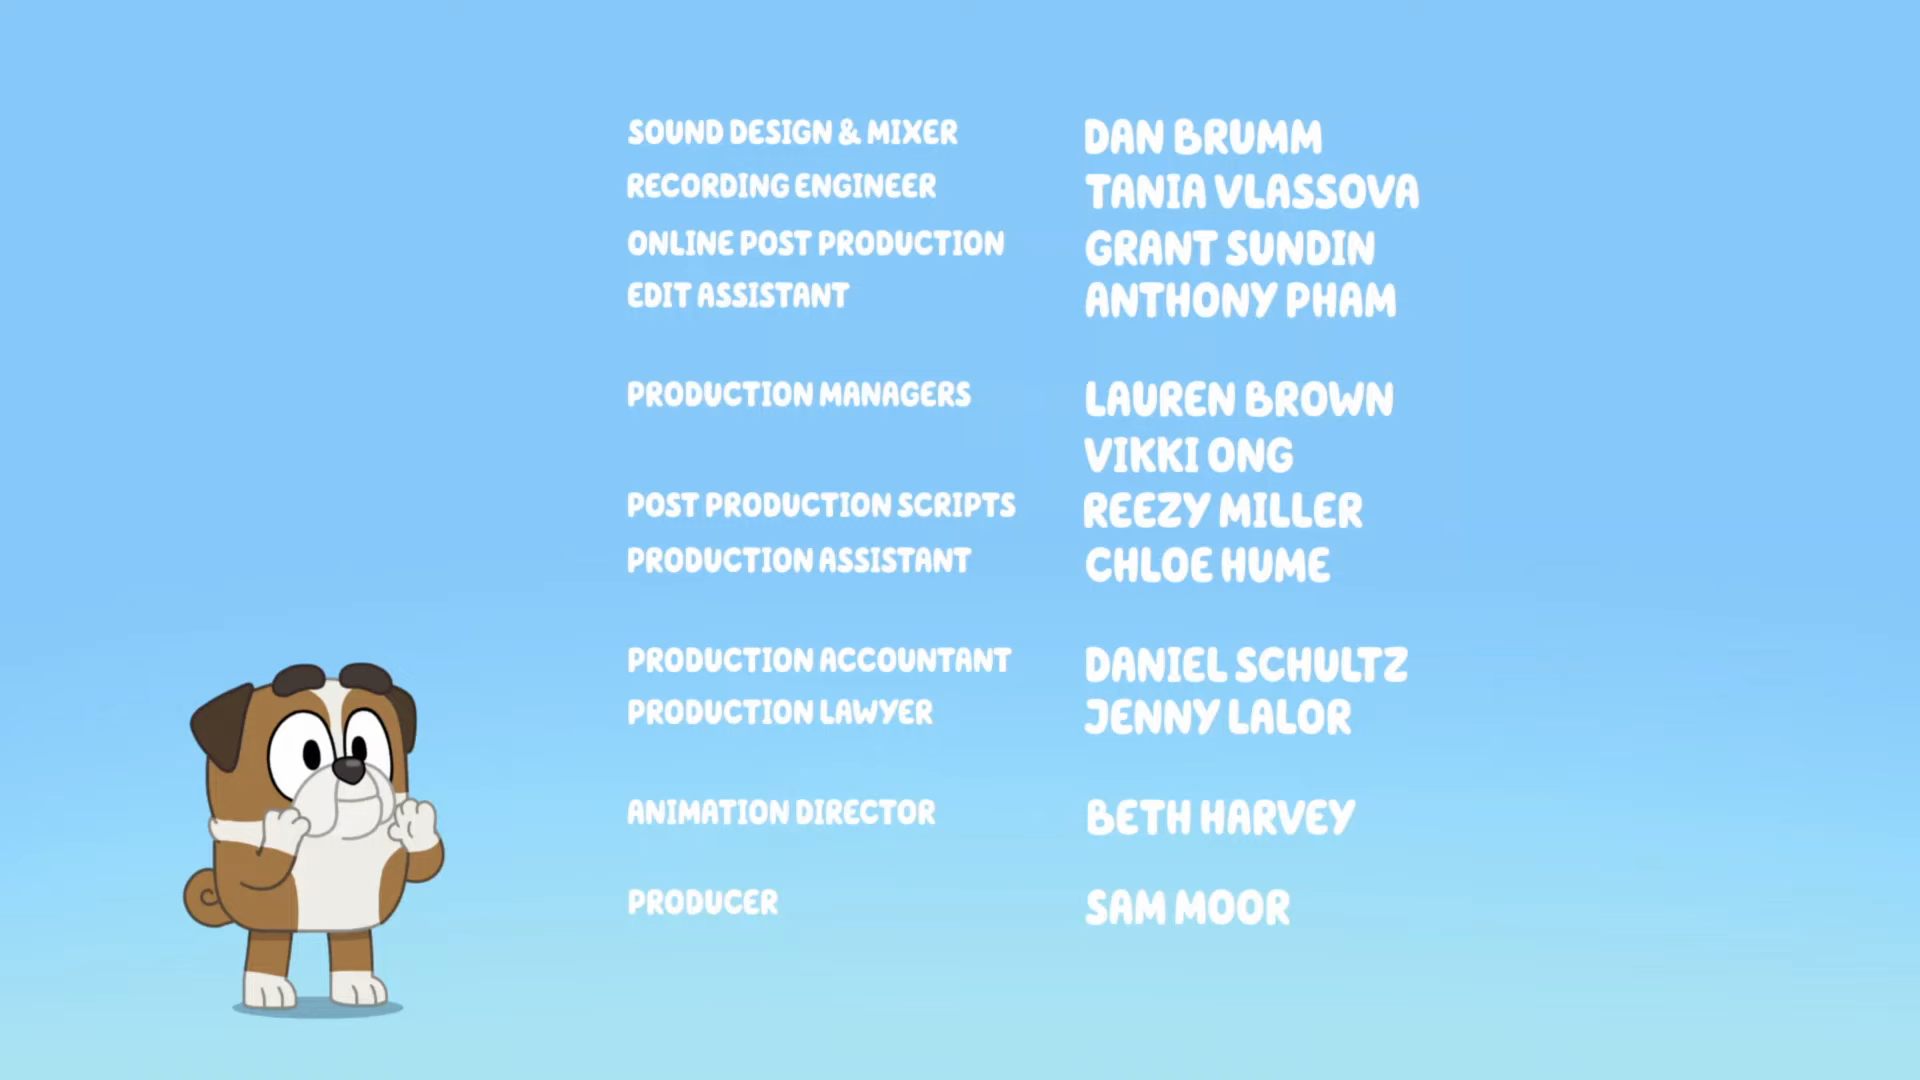 SOUND DESIGN & MIXER DAN BRUMM
RECORDING ENGINEER TANIA VLASSOVA
ONLINE POST PRODUCTION GRANT SUNDIN
EDIT ASSISTANT ANTHONY PHAM
PRODUCTION MANAGERS LAUREN BROWN
VIKKI ONG
POST PRODUCTION SCRIPTS REEZY MILLER
PRODUCTION ASSISTANT CHLOE HUME
PRODUCTION ACCOUNTANT DANIEL SCHULTZ
PRODUCTION LAWYER JENNY LALOR
ANIMATION DIRECTOR BETH HARVEY
PRODUCER SAM MOOR